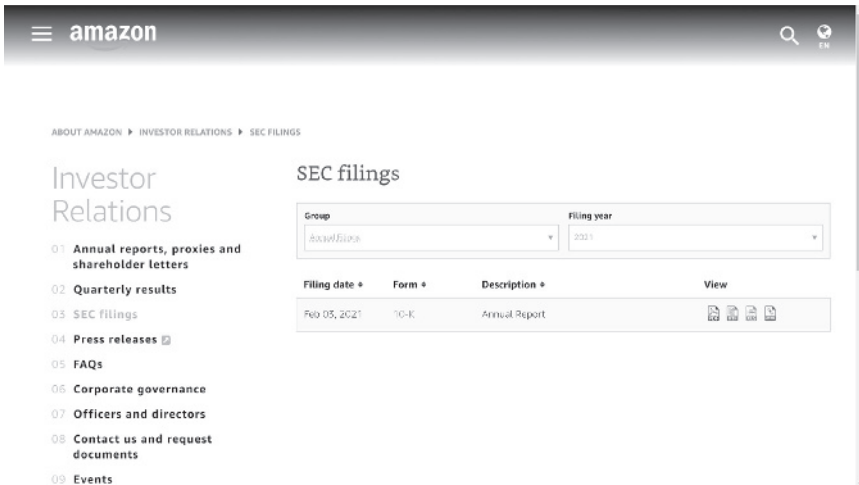 amazon
EN
ABOUT AMAZON ▶ INVESTOR RELATIONS ▶ SEC FILINGS
Investor
Relations
01 Annual reports, proxies and
shareholder letters
02 Quarterly results
03 SEC filings
04 Press releases
05 FAQs
06 Corporate governance
07 Officers and directors
08 Contact us and request
documents
09 Events
SEC filings
Group Filing year
Annual filings 2021
Filing date Form Description View
Feb 03, 2021 10-K Annual Report